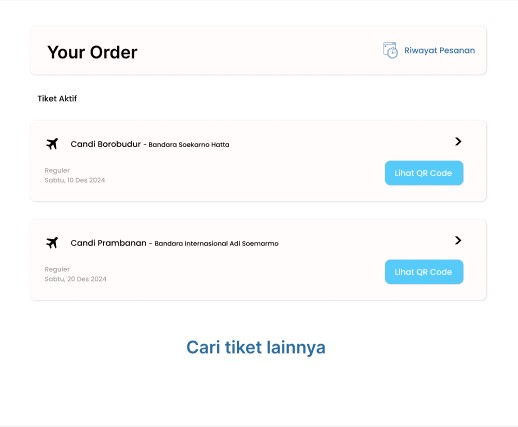 Your Order
Riwayat Pesanan
Tiket Aktif
Candi Borobudur - Bandara Soekarno Hatta
Reguler
Sabtu, 10 Des 2024
Lihat QR Code
Candi Prambanan - Bandara Internasional Adi Soemarmo
Reguler
Sabtu, 20 Des 2024
Lihat QR Code
Cari tiket lainnya